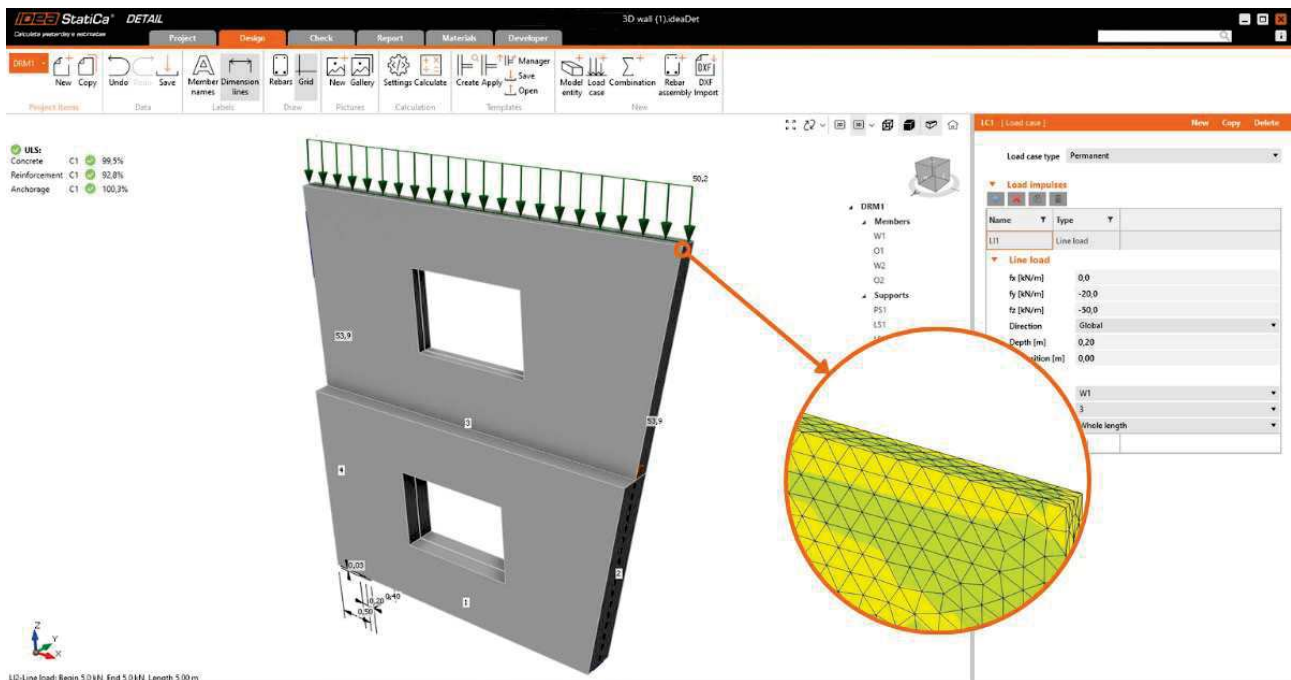 IDEA StatiCa® DETAIL
Calculate yesterday's estimates
3D wall (1).ideaDet
Project Design Check Report Materials Developer
DRM1
New Copy
Undo Save
Member names
Dimension lines
Rebars Grid
New Gallery
Settings Calculate
Create Apply
Manager
Save
Open
Model entity
Load case
Combination
Rebar assembly
DXF Import
Project Items Data Labels Draw Pictures Calculation Templates New
ULS:
Concrete C1 99,5%
Reinforcement C1 92,8%
Anchorage C1 100,3%
50,2
53,9
53,9
3
4
2
1
0,03
0,20
0,40
0,50
Z
Y
X
LI2-Line load: Begin 5.0 kN, End 5.0 kN, Length 5.00 m
DRM1
Members
W1
O1
W2
O2
Supports
PS1
LS1
LC1 [Load case] New Copy Delete
Load case type Permanent
Load impulses
Name Type
LI1 Line load
Line load
fx [kN/m] 0,0
fy [kN/m] -20,0
fz [kN/m] -50,0
Direction Global
Depth [m] 0,20
[m] 0,00
W1
3
Whole length